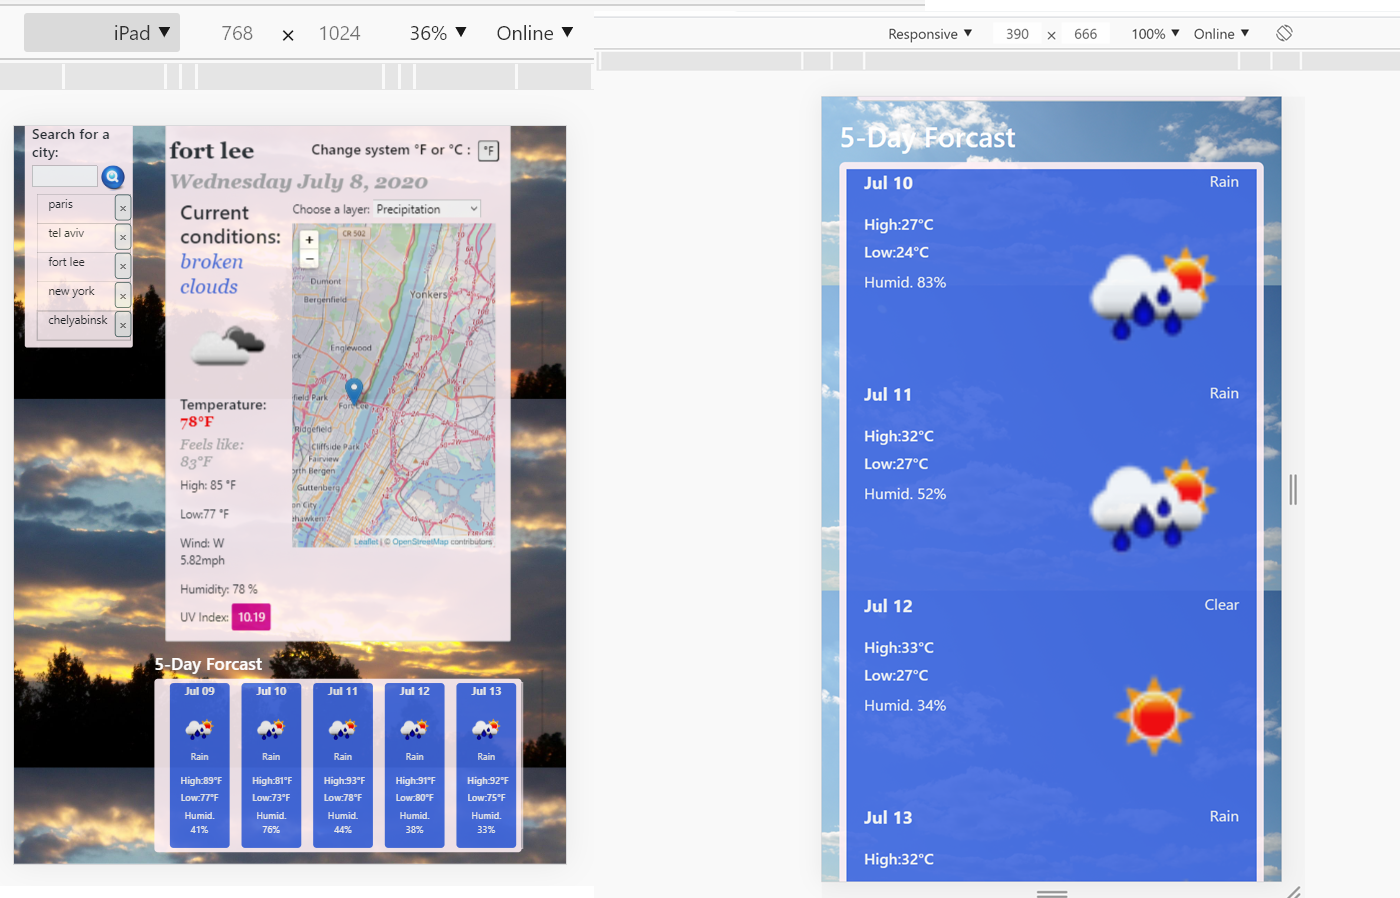 iPad ▼ 768 × 1024 36% ▼ Online ▼
Search for a
city:
paris ×
tel aviv ×
fort lee ×
new york ×
chelyabinsk ×
fort lee
Change system °F or °C : °F
Wednesday July 8, 2020
Current
conditions:
broken
clouds
Choose a layer: Precipitation
+
−
CR 502
Dumont
Bergenfield
Yonkers
Englewood
field Park
Fort Lee
Ridgefield
Cliffside Park
Fairview
rth Bergen
Guttenberg
on City
hawken
Leaflet | © OpenStreetMap contributors
Temperature:
78°F
Feels like:
83°F
High: 85 °F
Low:77 °F
Wind: W
5.82mph
Humidity: 78 %
UV Index: 10.19
5-Day Forcast
Jul 09
Rain
High:89°F
Low:77°F
Humid.
41%
Jul 10
Rain
High:81°F
Low:73°F
Humid.
76%
Jul 11
Rain
High:93°F
Low:78°F
Humid.
44%
Jul 12
Rain
High:91°F
Low:80°F
Humid.
38%
Jul 13
Rain
High:92°F
Low:75°F
Humid.
33%
Responsive ▼ 390 × 666 100% ▼ Online ▼
5-Day Forcast
Jul 10 Rain
High:27°C
Low:24°C
Humid. 83%
Jul 11 Rain
High:32°C
Low:27°C
Humid. 52%
Jul 12 Clear
High:33°C
Low:27°C
Humid. 34%
Jul 13 Rain
High:32°C